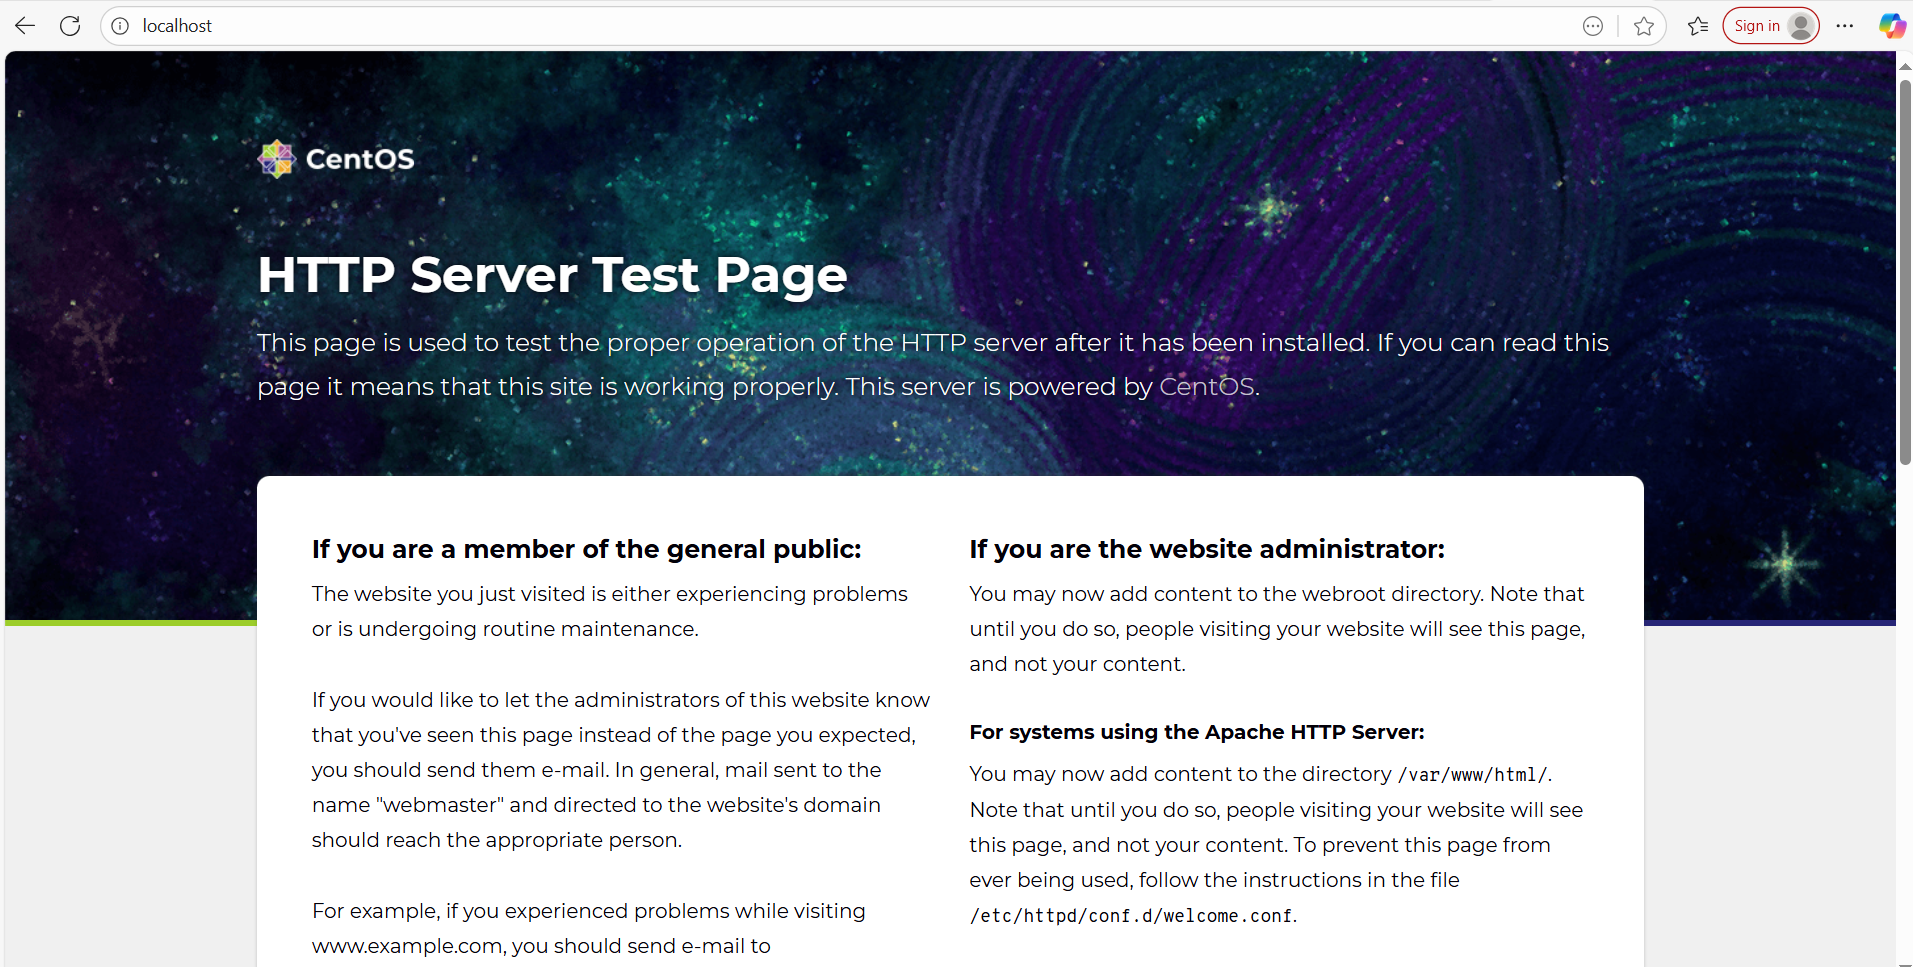 localhost
Sign in
CentOS
HTTP Server Test Page
This page is used to test the proper operation of the HTTP server after it has been installed. If you can read this
page it means that this site is working properly. This server is powered by CentOS.
If you are a member of the general public:
The website you just visited is either experiencing problems
or is undergoing routine maintenance.
If you would like to let the administrators of this website know
that you've seen this page instead of the page you expected,
you should send them e-mail. In general, mail sent to the
name "webmaster" and directed to the website's domain
should reach the appropriate person.
For example, if you experienced problems while visiting
www.example.com, you should send e-mail to
If you are the website administrator:
You may now add content to the webroot directory. Note that
until you do so, people visiting your website will see this page,
and not your content.
For systems using the Apache HTTP Server:
You may now add content to the directory /var/www/html/.
Note that until you do so, people visiting your website will see
this page, and not your content. To prevent this page from
ever being used, follow the instructions in the file
/etc/httpd/conf.d/welcome.conf.